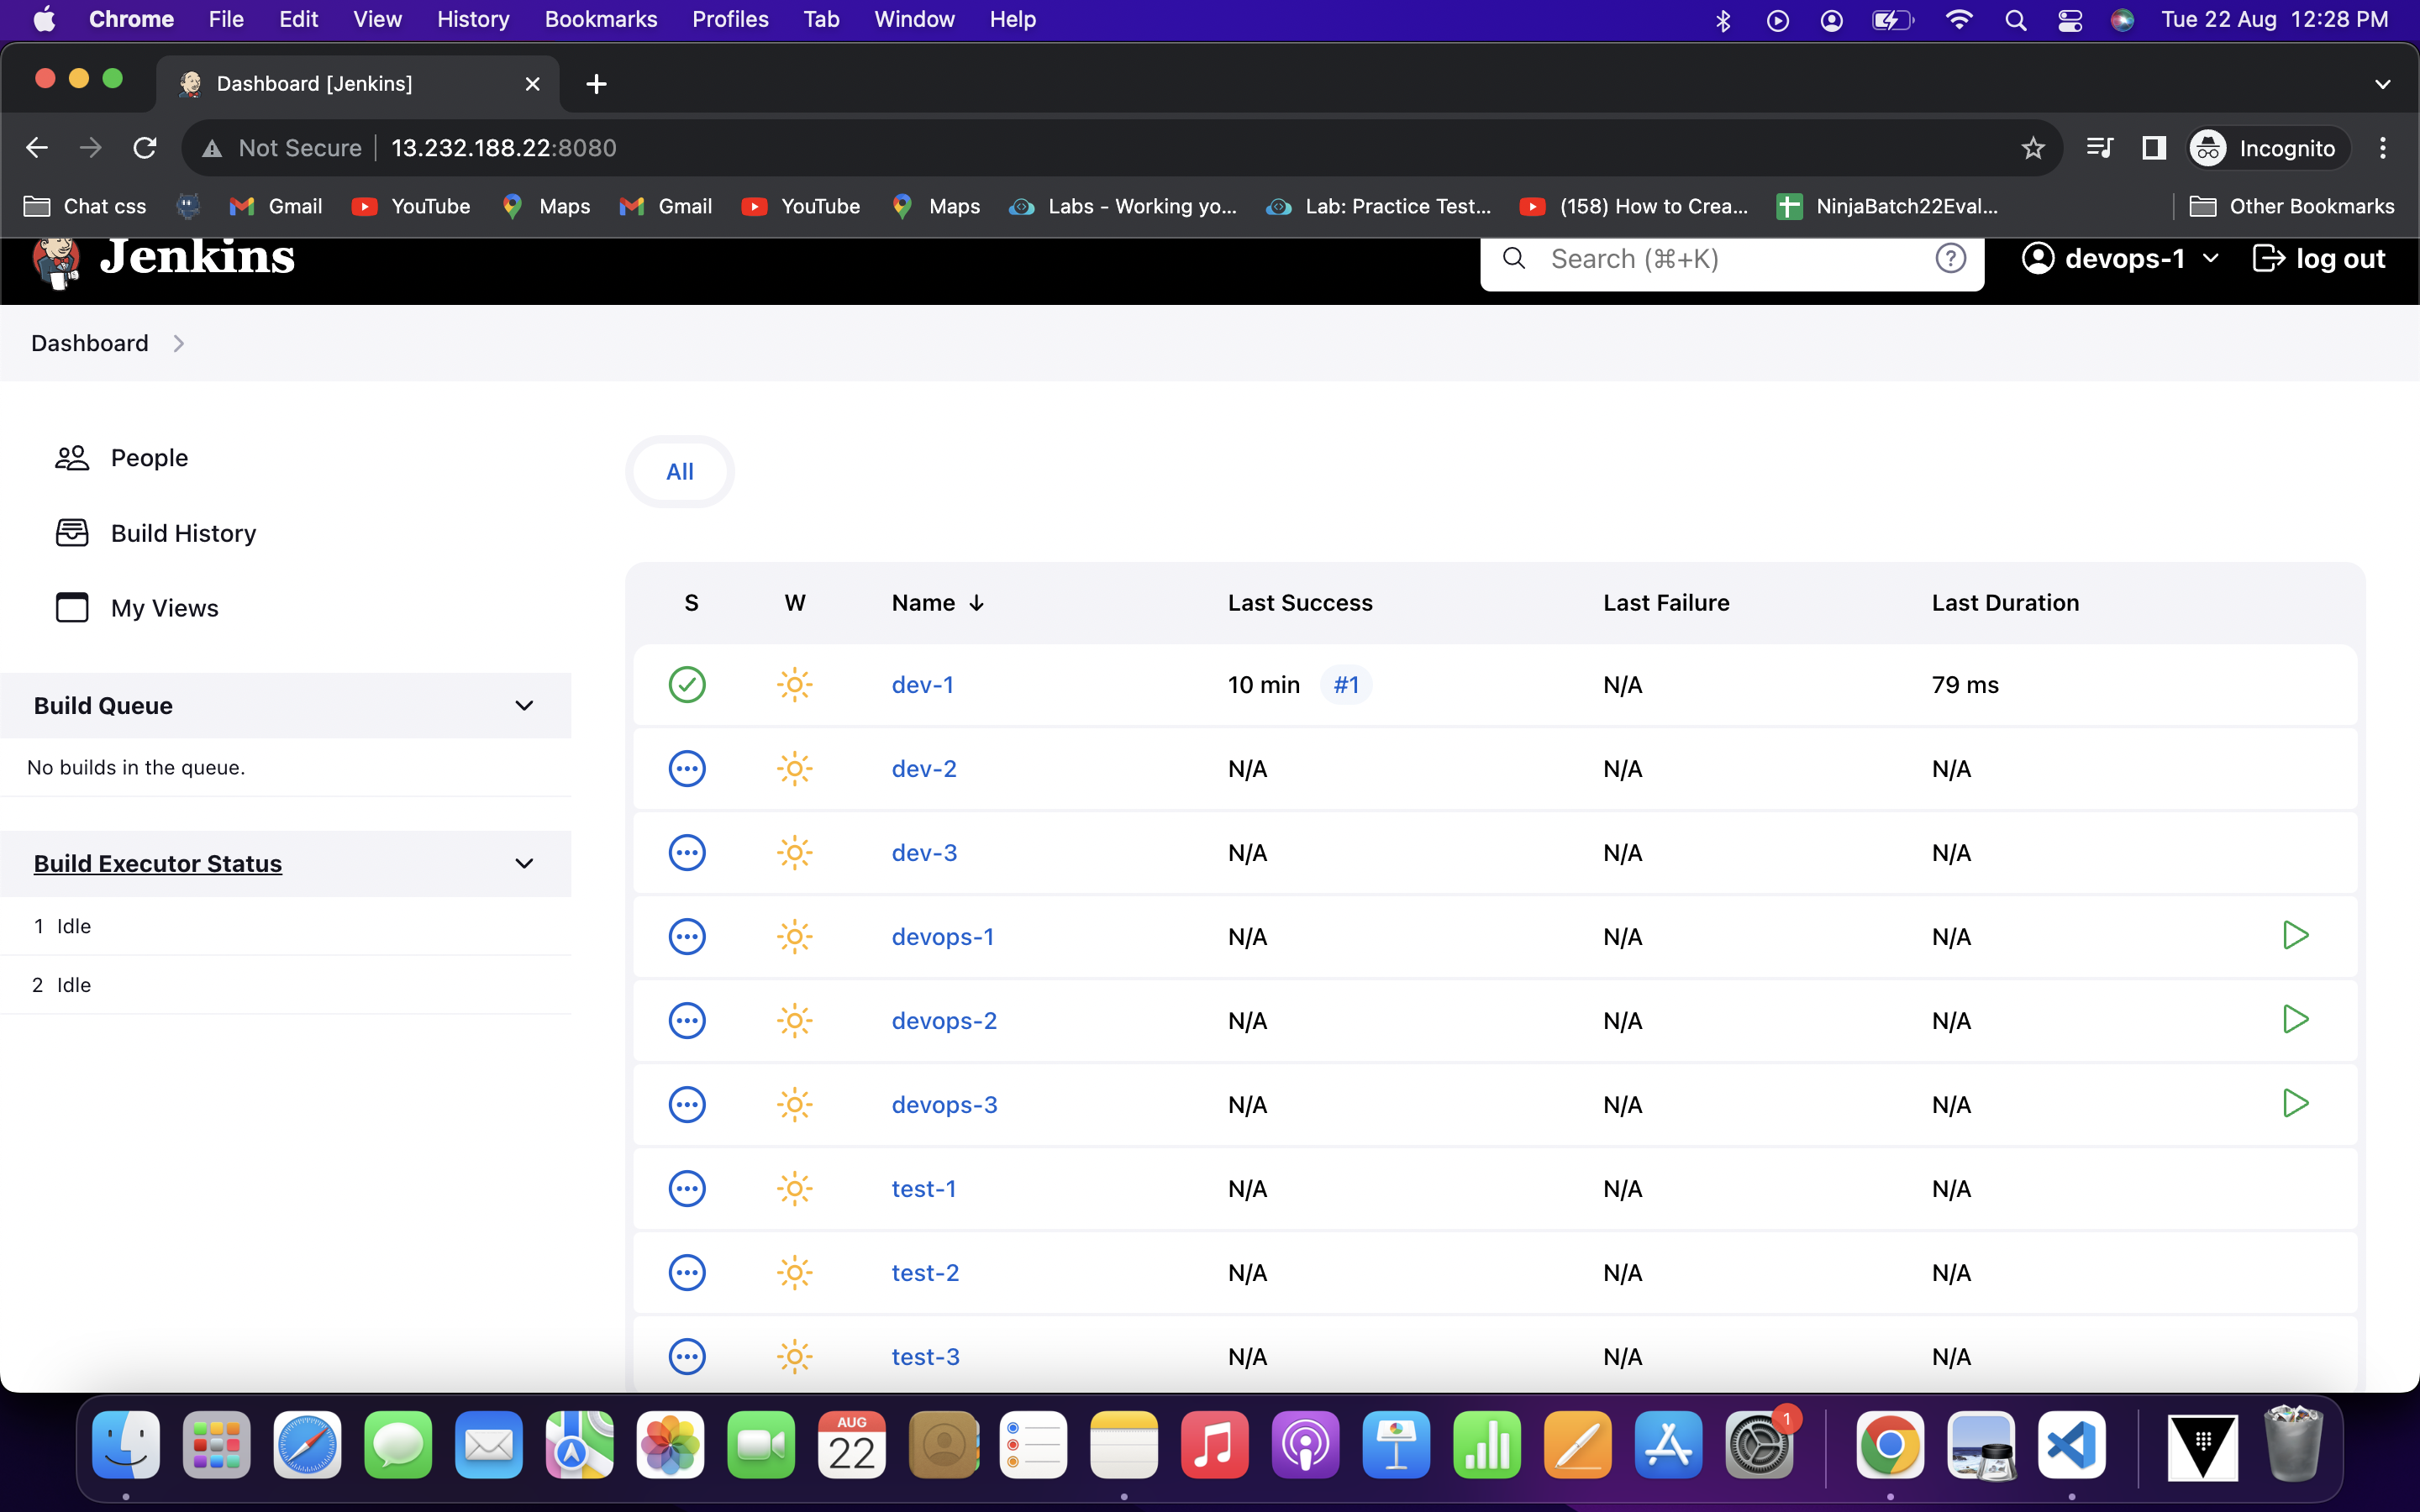 Chrome File Edit View History Bookmarks Profiles Tab Window Help Tue 22 Aug 12:28 PM
Dashboard [Jenkins]
Not Secure 13.232.188.22:8080 Incognito
Chat css Gmail YouTube Maps Gmail YouTube Maps Labs - Working yo... Lab: Practice Test... (158) How to Crea... NinjaBatch22Eval... Other Bookmarks
Jenkins Search (⌘+K) devops-1 log out
Dashboard
People
Build History
My Views
Build Queue
No builds in the queue.
Build Executor Status
1 Idle
2 Idle
All
S W Name ↓ Last Success Last Failure Last Duration
dev-1 10 min #1 N/A 79 ms
dev-2 N/A N/A N/A
dev-3 N/A N/A N/A
devops-1 N/A N/A N/A
devops-2 N/A N/A N/A
devops-3 N/A N/A N/A
test-1 N/A N/A N/A
test-2 N/A N/A N/A
test-3 N/A N/A N/A
AUG
22
1